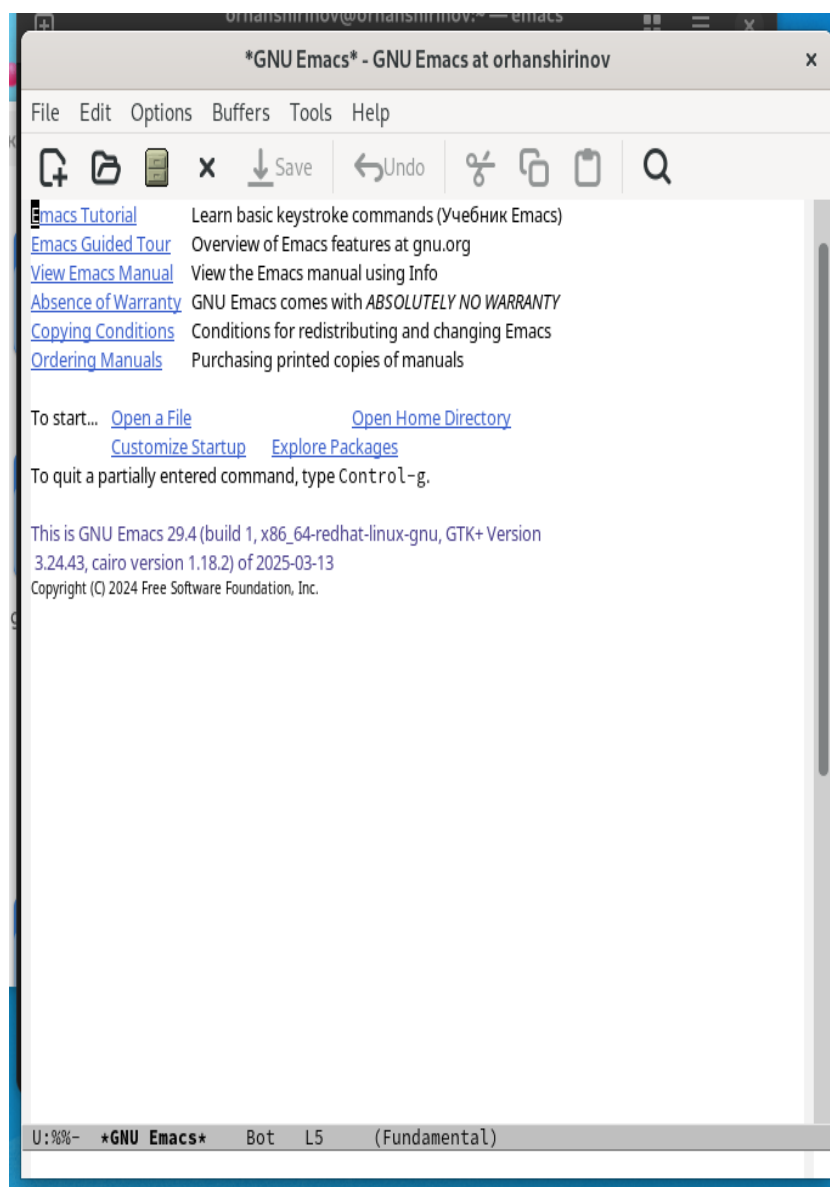 orhanshirinov@orhanshirinov:~ — emacs
*GNU Emacs* - GNU Emacs at orhanshirinov
File Edit Options Buffers Tools Help
Save Undo
Emacs Tutorial Learn basic keystroke commands (Учебник Emacs)
Emacs Guided Tour Overview of Emacs features at gnu.org
View Emacs Manual View the Emacs manual using Info
Absence of Warranty GNU Emacs comes with ABSOLUTELY NO WARRANTY
Copying Conditions Conditions for redistributing and changing Emacs
Ordering Manuals Purchasing printed copies of manuals
To start... Open a File Open Home Directory
Customize Startup Explore Packages
To quit a partially entered command, type Control-g.
This is GNU Emacs 29.4 (build 1, x86_64-redhat-linux-gnu, GTK+ Version
3.24.43, cairo version 1.18.2) of 2025-03-13
Copyright (C) 2024 Free Software Foundation, Inc.
U:%%- *GNU Emacs* Bot L5 (Fundamental)